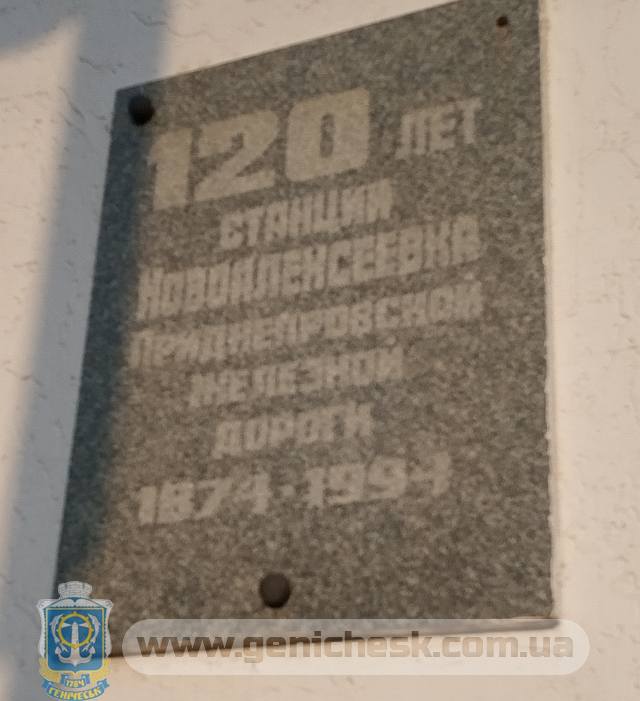 120 ЛЕТ
СТАНЦИИ
НОВОАЛЕКСЕЕВКА
ПРИДНЕПРОВСКОЙ
ЖЕЛЕЗНОЙ
ДОРОГИ
1874·1994
www.genichesk.com.ua
1784
ГЕНІЧЕСЬК